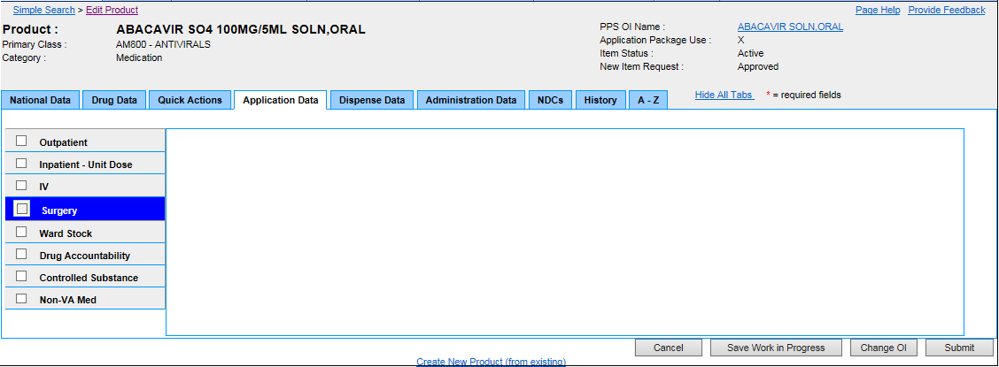 Simple Search > Edit Product
Page Help Provide Feedback
Product : ABACAVIR SO4 100MG/5ML SOLN,ORAL
Primary Class : AM800 - ANTIVIRALS
Category : Medication
PPS OI Name : ABACAVIR SOLN,ORAL
Application Package Use : X
Item Status : Active
New Item Request : Approved
National Data Drug Data Quick Actions Application Data Dispense Data Administration Data NDCs History A - Z Hide All Tabs * = required fields
Outpatient
Inpatient - Unit Dose
IV
Surgery
Ward Stock
Drug Accountability
Controlled Substance
Non-VA Med
Cancel Save Work in Progress Change OI Submit
Create New Product (from existing)